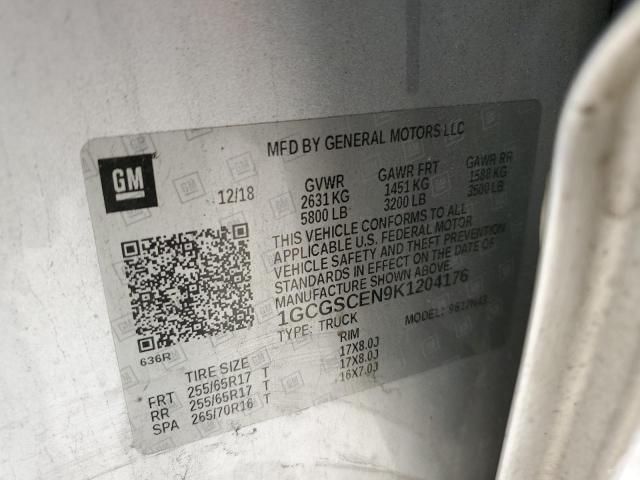 MFD BY GENERAL MOTORS LLC
GM
12/18
GVWR GAWR FRT GAWR RR
2631 KG 1451 KG 1588 KG
5800 LB 3200 LB 3500 LB
THIS VEHICLE CONFORMS TO ALL
APPLICABLE U.S. FEDERAL MOTOR
VEHICLE SAFETY AND THEFT PREVENTION
STANDARDS IN EFFECT ON THE DATE OF
MANUFACTURE SHOWN ABOVE.
1GCGSCEN9K1204176
TYPE: TRUCK MODEL:
636R
TIRE SIZE RIM
FRT 255/65R17 T 17X8.0J
RR 255/65R17 T 17X8.0J
SPA 265/70R16 T 16X7.0J